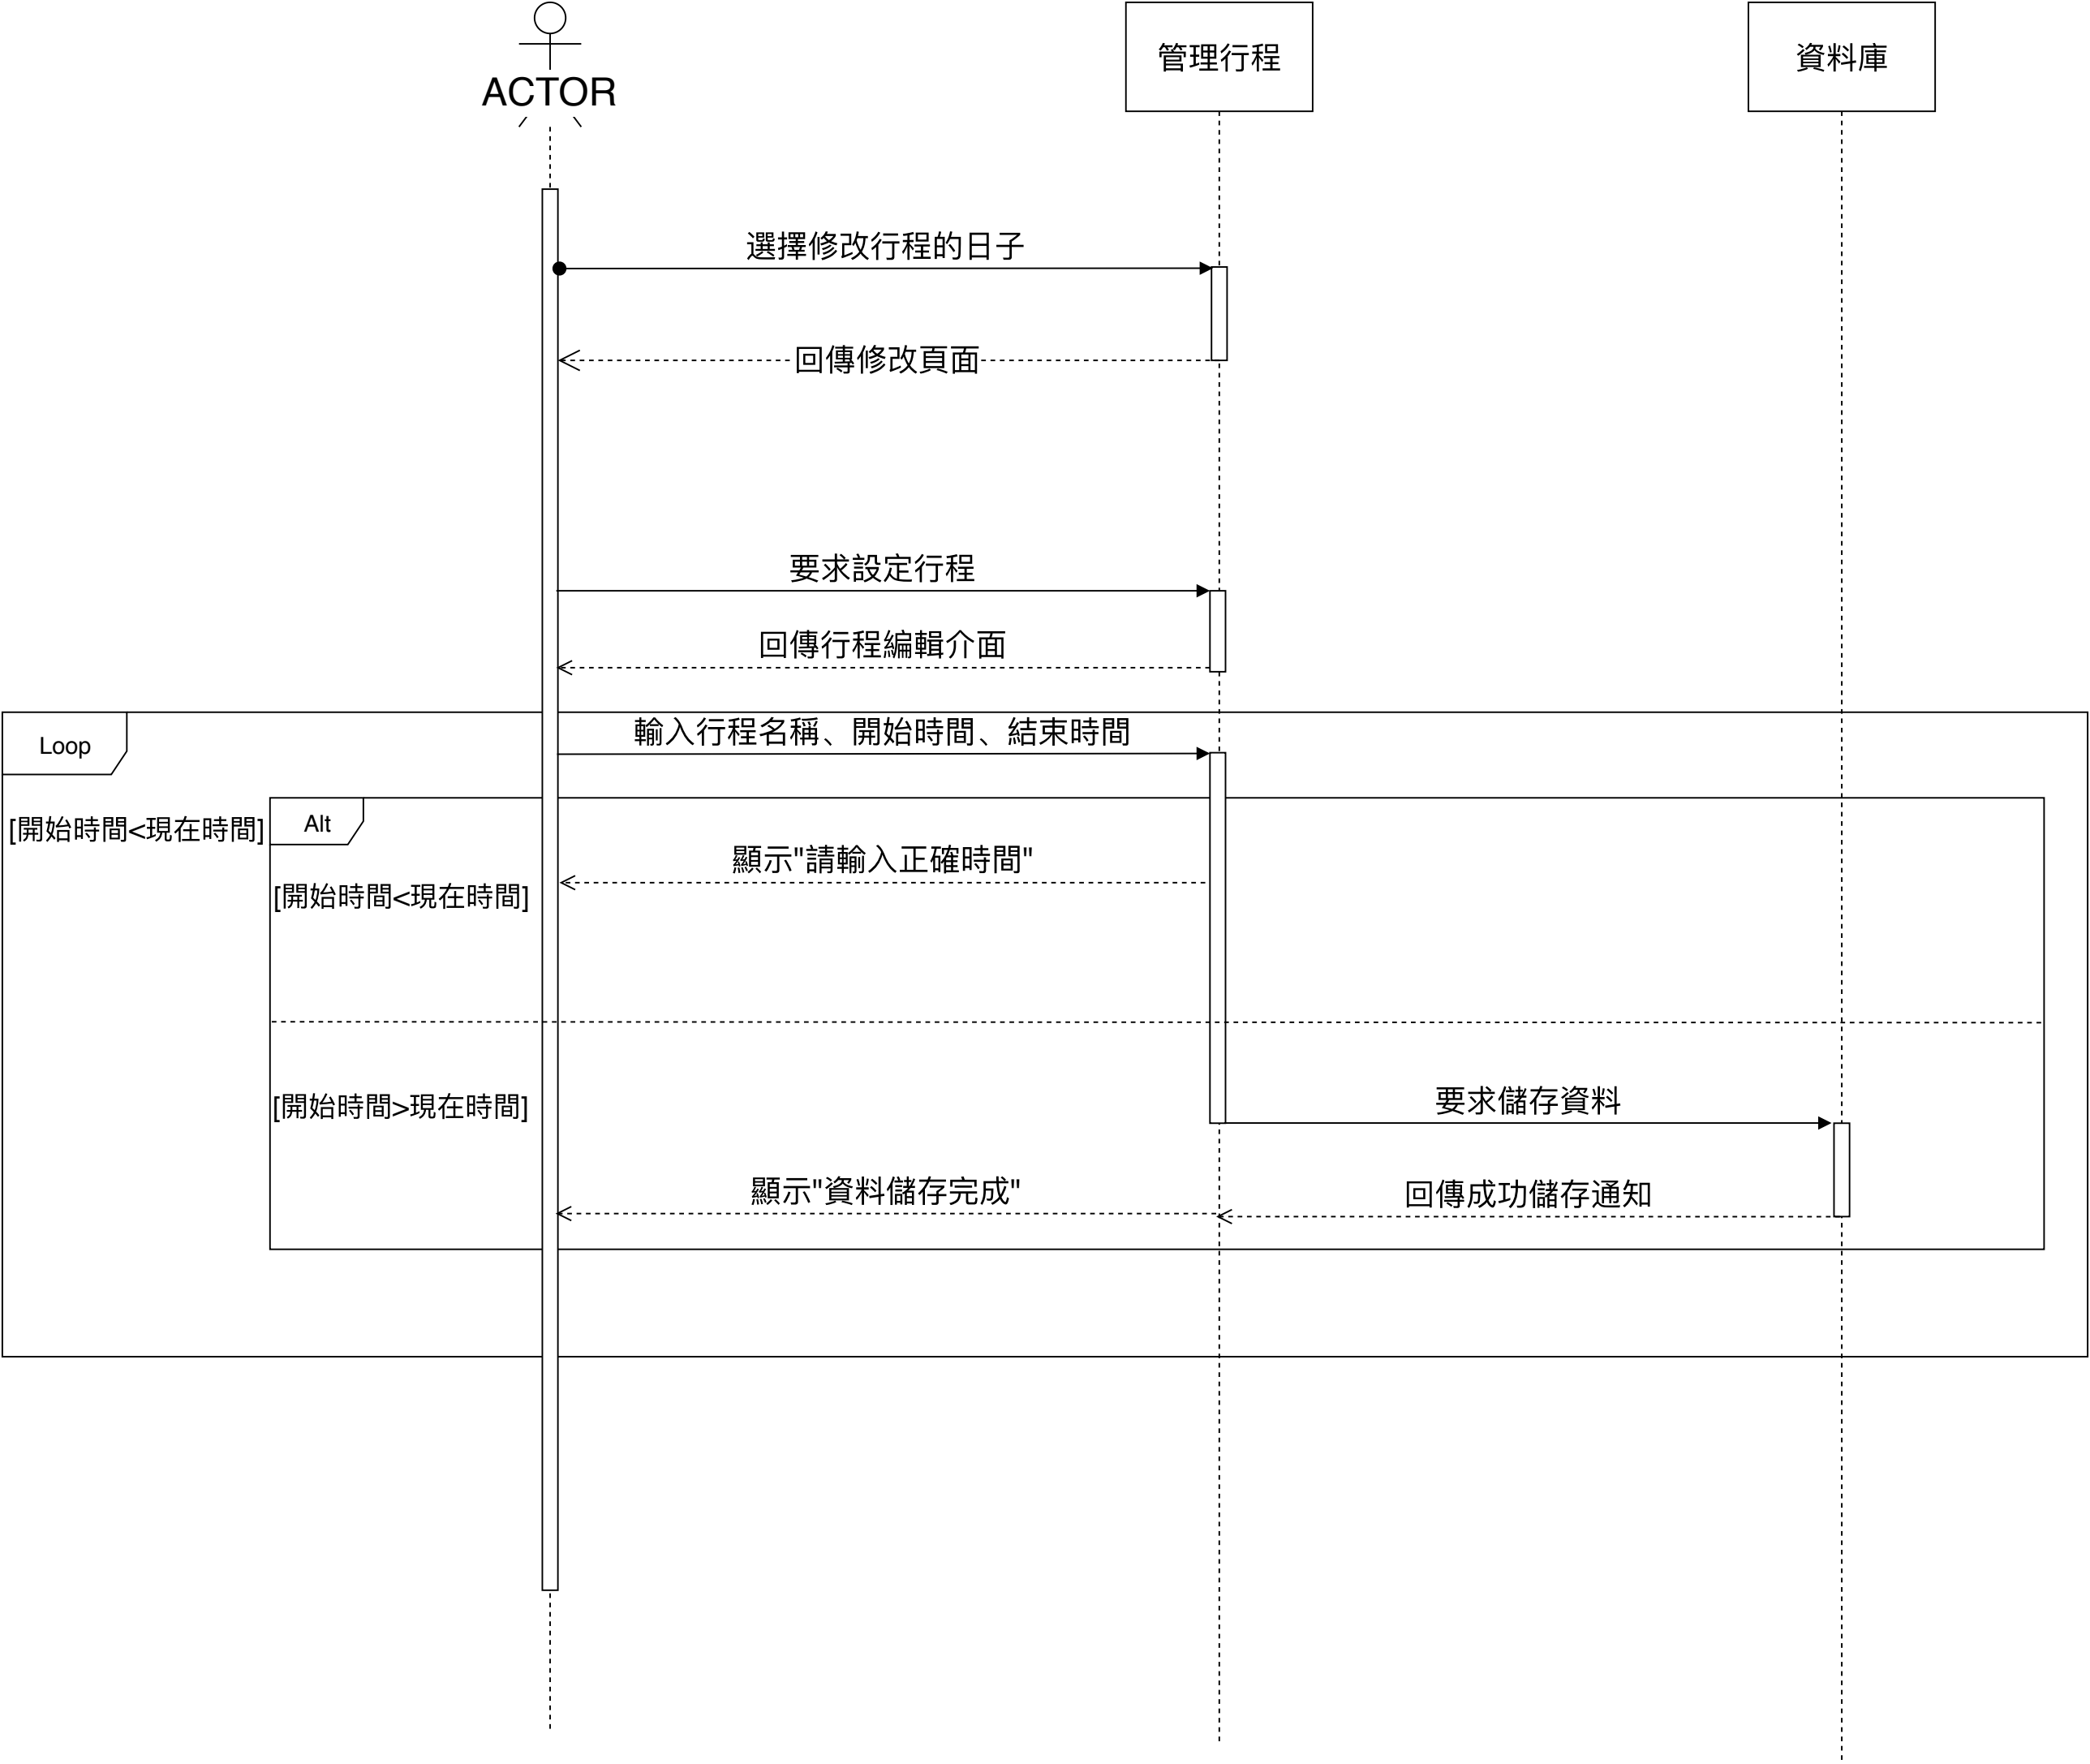 ACTOR
管理行程
資料庫
選擇修改行程的日子
回傳修改頁面
要求設定行程
回傳行程編輯介面
Loop
輸入行程名稱、開始時間、結束時間
[開始時間<現在時間]
Alt
顯示"請輸入正確時間"
[開始時間<現在時間]
[開始時間>現在時間]
要求儲存資料
顯示"資料儲存完成"
回傳成功儲存通知